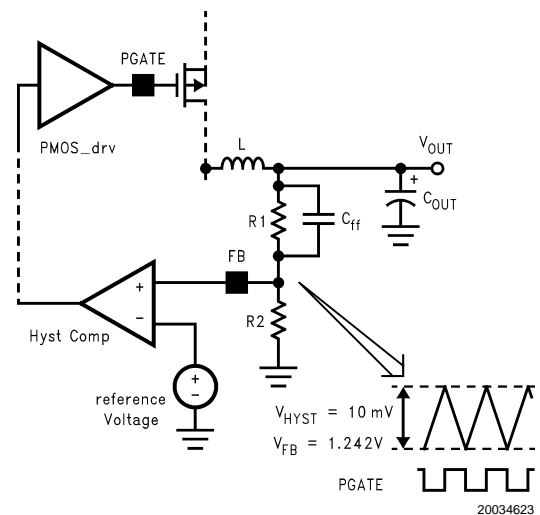 PGATE
PMOS_drv
L
VOUT
+
COUT
R1
Cff
FB
+
-
Hyst Comp
R2
+
-
reference
Voltage
VHYST = 10 mV
VFB = 1.242V
PGATE
20034623